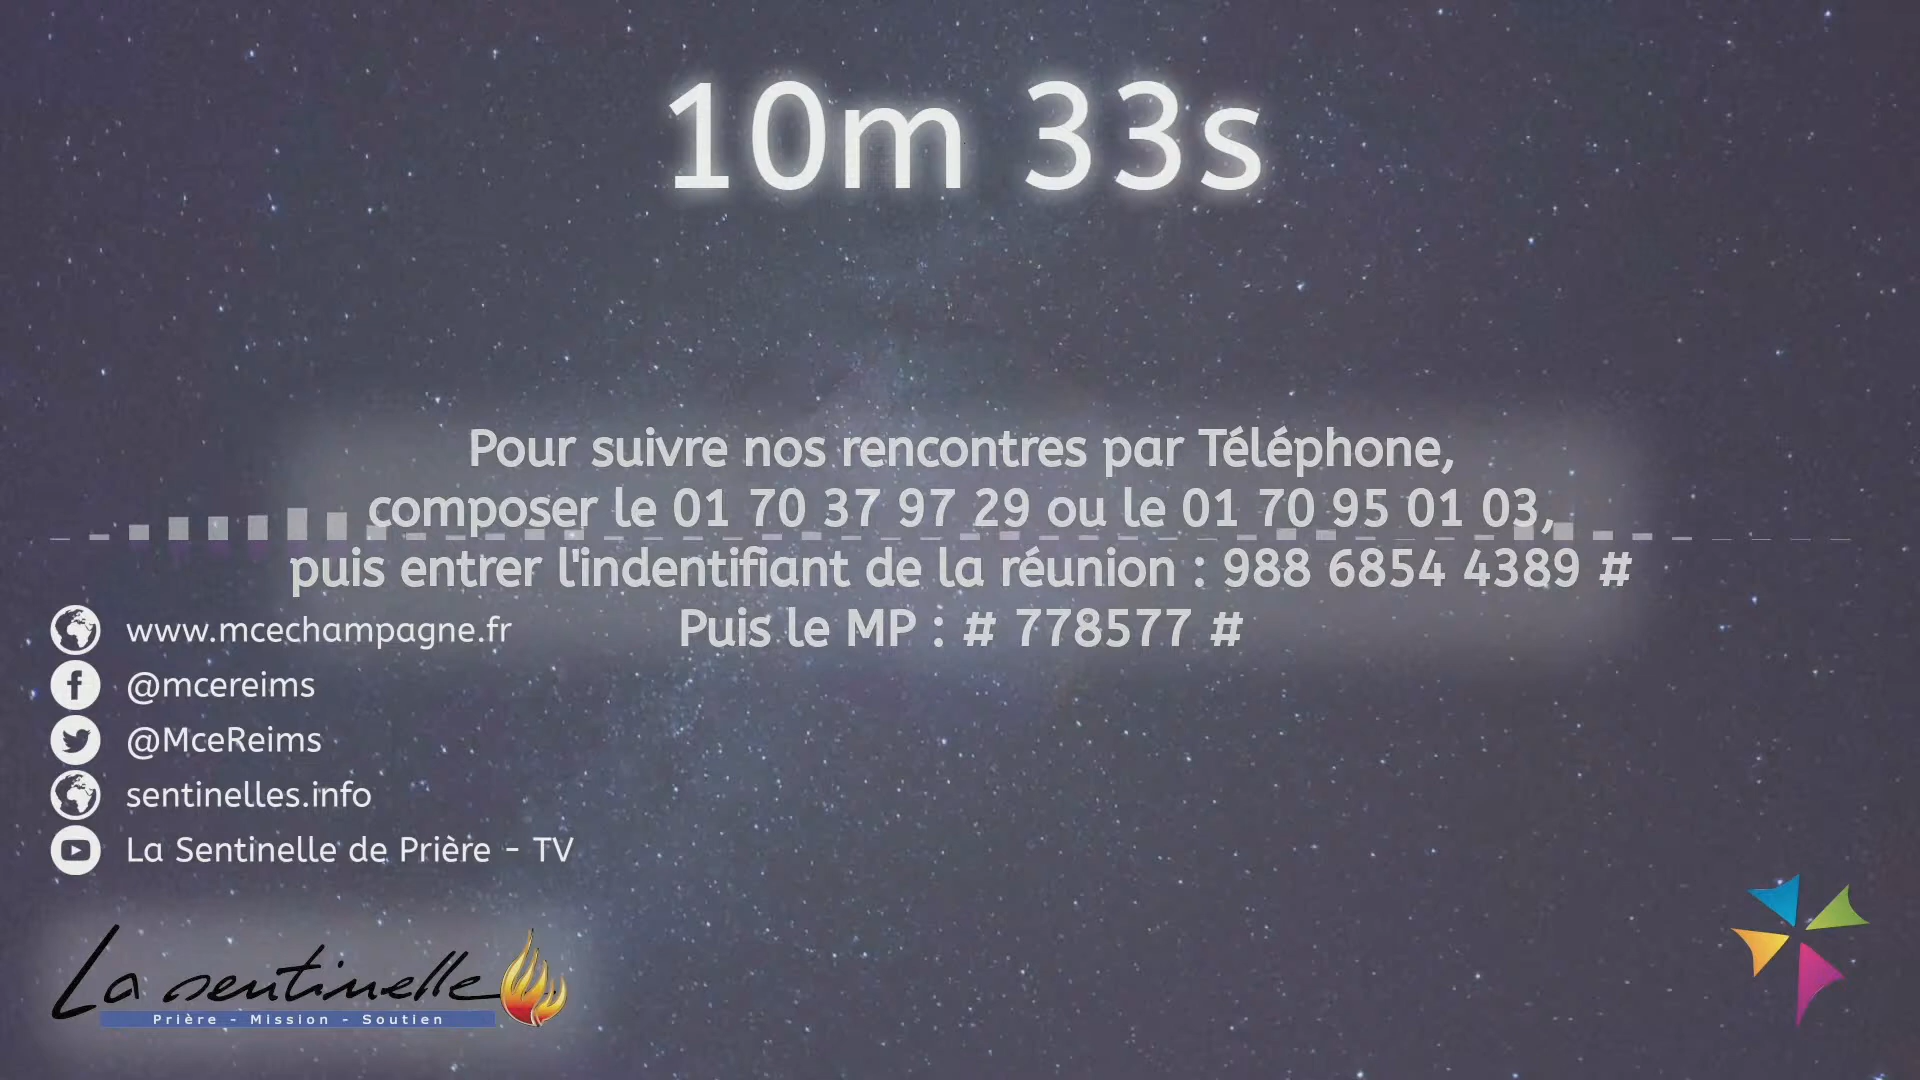 10m 33s
Pour suivre nos rencontres par Téléphone,
composer le 01 70 37 97 29 ou le 01 70 95 01 03,
puis entrer l'indentifiant de la réunion : 988 6854 4389 #
Puis le MP : # 778577 #
www.mcechampagne.fr
@mcereims
@MceReims
sentinelles.info
La Sentinelle de Prière - TV
La sentinelle
Prière - Mission - Soutien